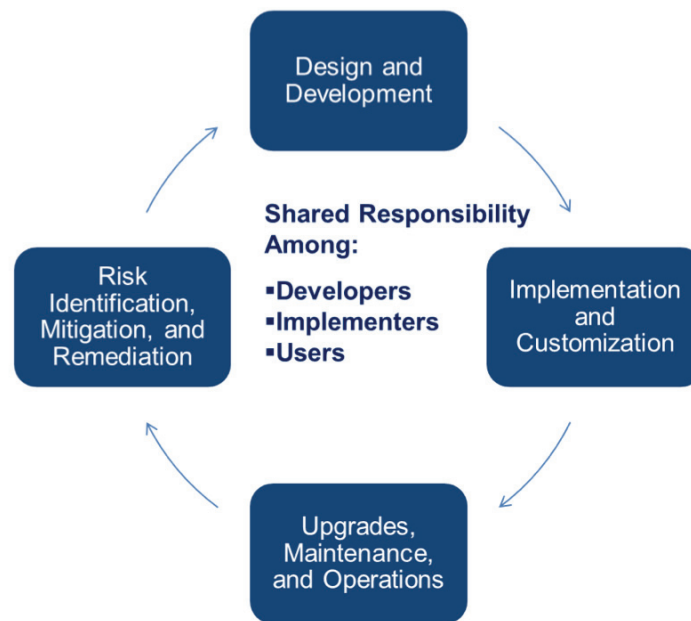 Design and
Development
Shared Responsibility
Among:
▪Developers
▪Implementers
▪Users
Risk
Identification,
Mitigation, and
Remediation
Implementation
and
Customization
Upgrades,
Maintenance,
and Operations